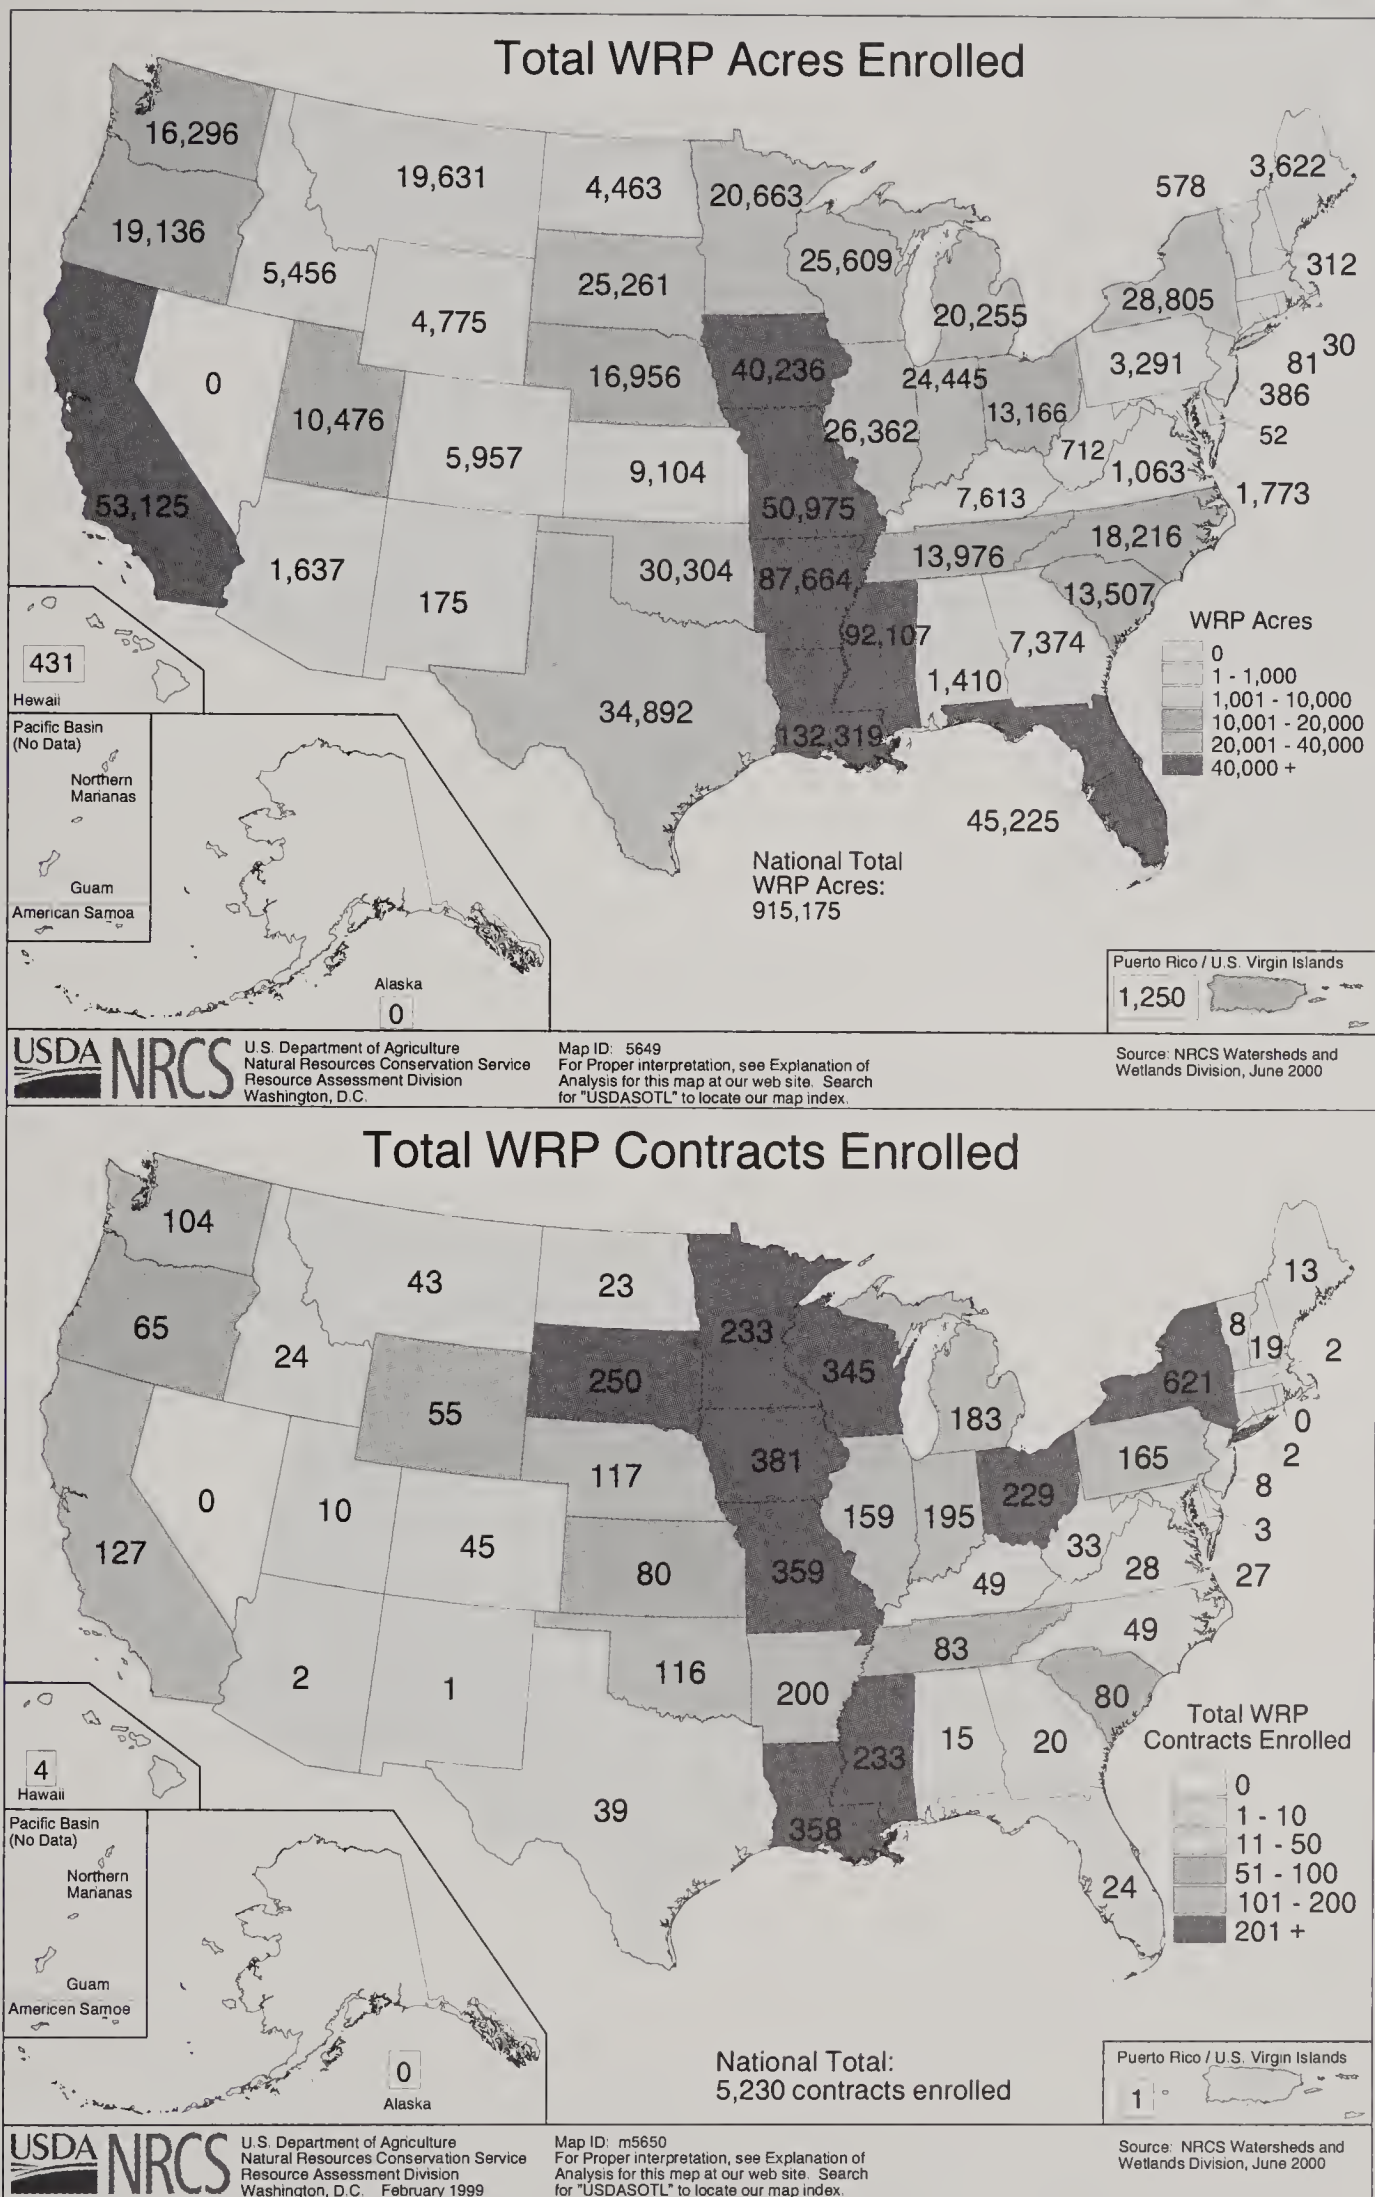 Total WRP Acres Enrolled
16,296
19,631
4,463
20,663
578
3,622
19,136
5,456
25,261
25,609
312
4,775
20,255
28,805
0
16,956
40,236
24,445
3,291
81
30
10,476
13,166
386
5,957
26,362
712
52
9,104
1,063
53,125
50,975
7,613
1,773
18,216
1,637
30,304
87,664
13,976
175
13,507
92,107
7,374
1,410
34,892
132,319
45,225
WRP Acres
0
1 - 1,000
1,001 - 10,000
10,001 - 20,000
20,001 - 40,000
40,000 +
431
Hewaii
Pacific Basin
(No Data)
Northern
Marianas
Guam
American Samoa
Alaska
0
National Total
WRP Acres:
915,175
Puerto Rico / U.S. Virgin Islands
1,250
USDA NRCS
U.S. Department of Agriculture
Natural Resources Conservation Service
Resource Assessment Division
Washington, D.C.
Map ID: 5649
For Proper interpretation, see Explanation of
Analysis for this map at our web site. Search
for "USDASOTL" to locate our map index.
Source: NRCS Watersheds and
Wetlands Division, June 2000
Total WRP Contracts Enrolled
104
43
23
13
65
24
233
8
19
2
250
345
621
55
183
0
381
165
2
117
0
10
229
8
159
195
127
45
3
80
359
33
28
27
49
49
83
2
1
116
200
80
15
20
233
39
358
24
Total WRP
Contracts Enrolled
0
1 - 10
11 - 50
51 - 100
101 - 200
201 +
4
Hawaii
Pacific Basin
(No Data)
Northern
Marianas
Guam
Americen Samoe
0
Alaska
National Total:
5,230 contracts enrolled
Puerto Rico / U.S. Virgin Islands
1
USDA NRCS
U.S. Department of Agriculture
Natural Resources Conservation Service
Resource Assessment Division
Washington, D.C. February 1999
Map ID: m5650
For Proper interpretation, see Explanation of
Analysis for this mep at our web site. Search
for "USDASOTL" to locate our map index.
Source: NRCS Watersheds and
Wetlands Division, June 2000